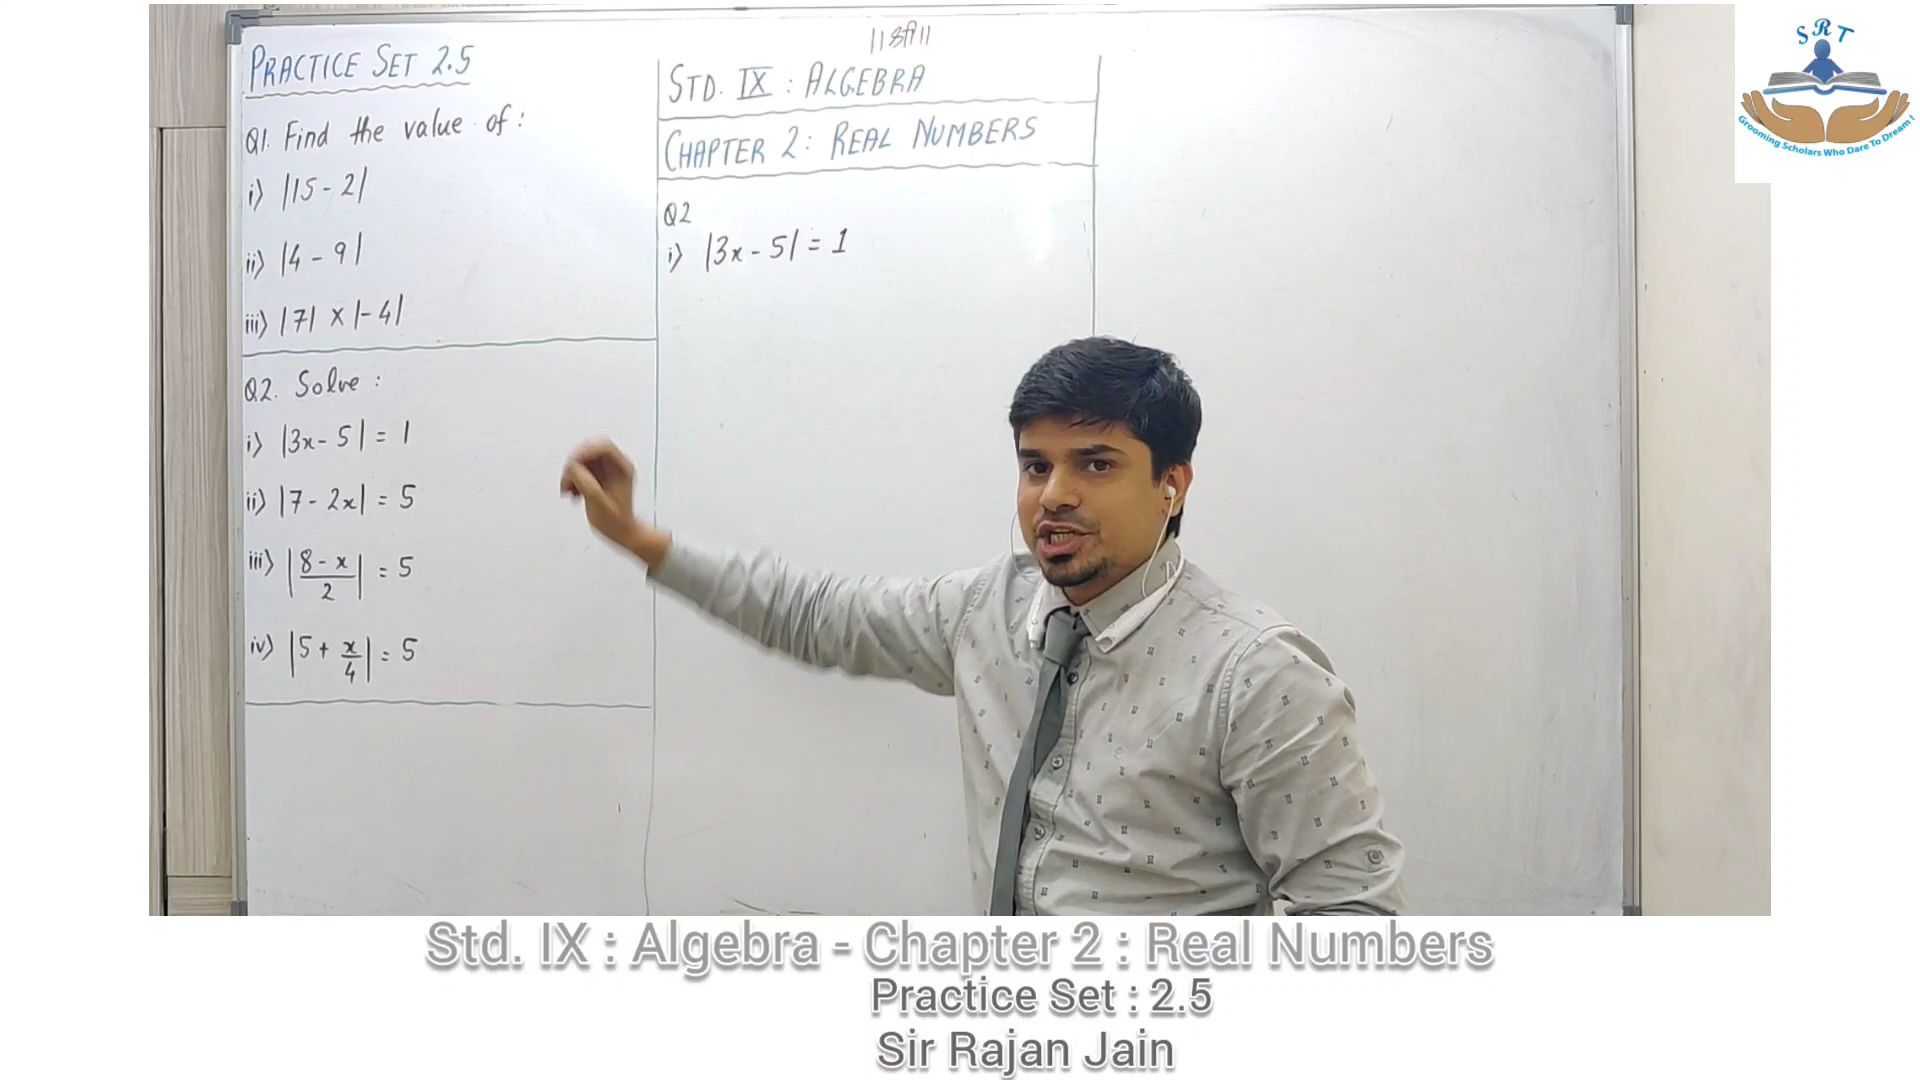 PRACTICE SET 2.5
Q1. Find the value of :
i) |15 - 2|
ii) |4 - 9|
iii) |7| × |-4|
Q2. Solve :
i) |3x - 5| = 1
ii) |7 - 2x| = 5
iii) |8 - x / 2| = 5
iv) |5 + x/4| = 5
॥श्री॥
STD. IX : ALGEBRA
CHAPTER 2 : REAL NUMBERS
Q2
i) |3x - 5| = 1
SRT
Grooming Scholars Who Dare To Dream !
Std. IX : Algebra - Chapter 2 : Real Numbers
Practice Set : 2.5
Sir Rajan Jain